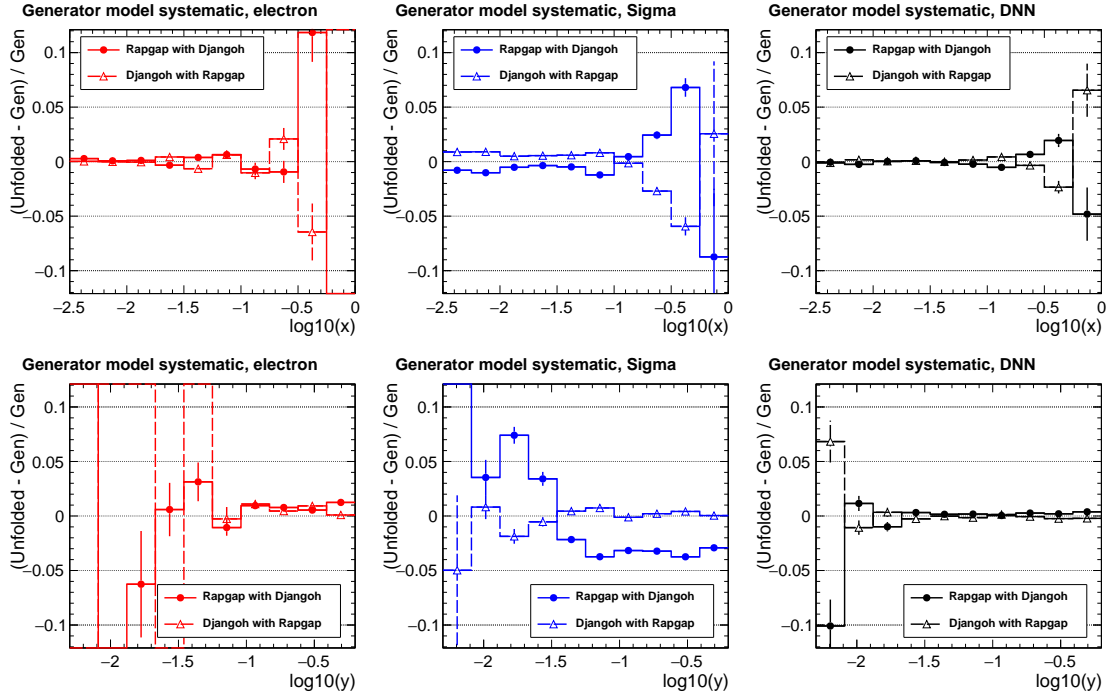 Generator model systematic, electron
(Unfolded - Gen) / Gen
Rapgap with Djangoh
Djangoh with Rapgap
0.1
0.05
0
−0.05
−0.1
−2.5 −2 −1.5 −1 −0.5 0
log10(x)
Generator model systematic, Sigma
(Unfolded - Gen) / Gen
Rapgap with Djangoh
Djangoh with Rapgap
0.1
0.05
0
−0.05
−0.1
−2.5 −2 −1.5 −1 −0.5 0
log10(x)
Generator model systematic, DNN
(Unfolded - Gen) / Gen
Rapgap with Djangoh
Djangoh with Rapgap
0.1
0.05
0
−0.05
−0.1
−2.5 −2 −1.5 −1 −0.5 0
log10(x)
Generator model systematic, electron
(Unfolded - Gen) / Gen
0.1
0.05
0
−0.05
−0.1
Rapgap with Djangoh
Djangoh with Rapgap
−2 −1.5 −1 −0.5
log10(y)
Generator model systematic, Sigma
(Unfolded - Gen) / Gen
0.1
0.05
0
−0.05
−0.1
Rapgap with Djangoh
Djangoh with Rapgap
−2 −1.5 −1 −0.5
log10(y)
Generator model systematic, DNN
(Unfolded - Gen) / Gen
0.1
0.05
0
−0.05
−0.1
Rapgap with Djangoh
Djangoh with Rapgap
−2 −1.5 −1 −0.5
log10(y)